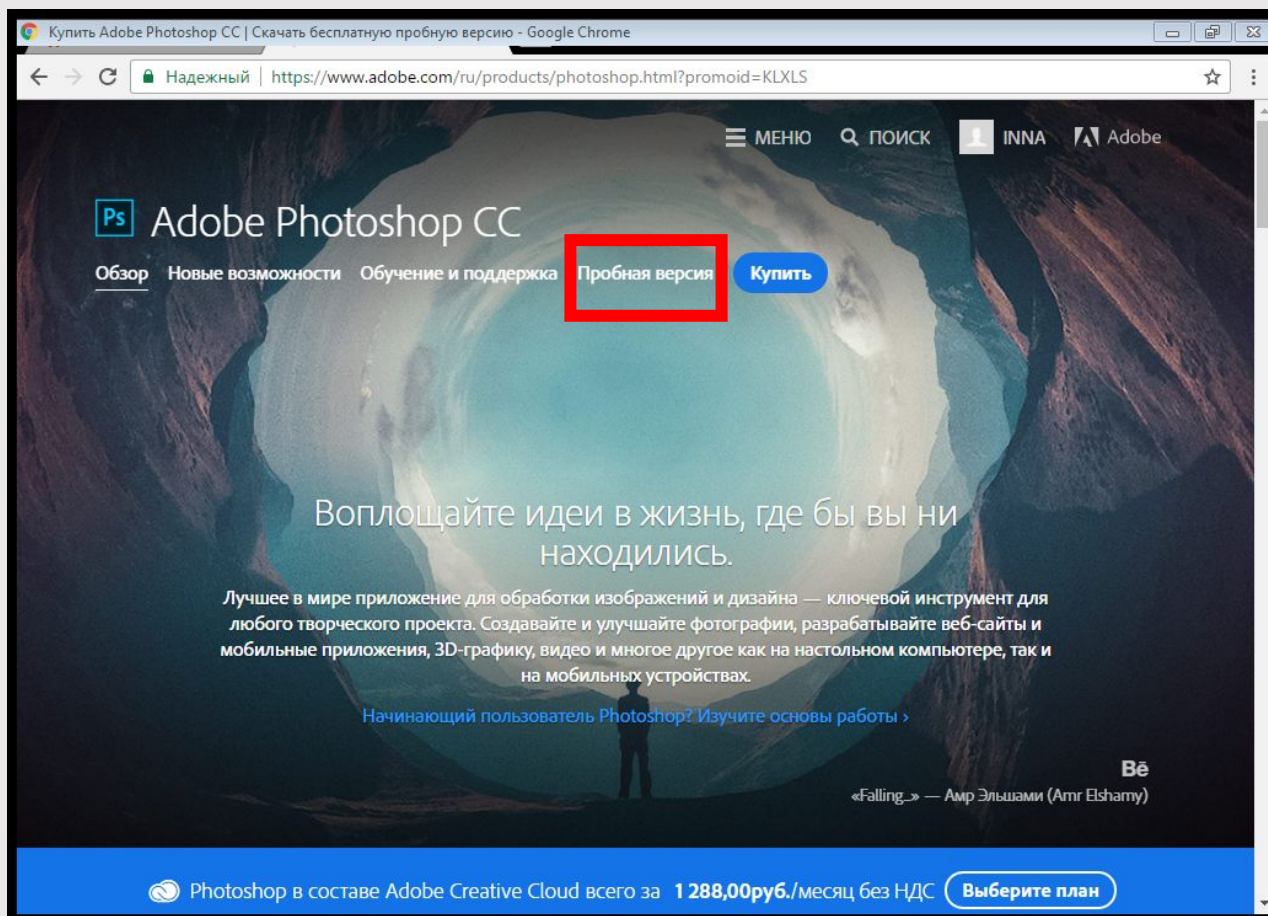 Купить Adobe Photoshop CC | Скачать бесплатную пробную версию - Google Chrome
Надежный | https://www.adobe.com/ru/products/photoshop.html?promoid=KLXLS
МЕНЮ ПОИСК INNA Adobe
Ps Adobe Photoshop CC
Обзор Новые возможности Обучение и поддержка Пробная версия Купить
Воплощайте идеи в жизнь, где бы вы ни
находились.
Лучшее в мире приложение для обработки изображений и дизайна — ключевой инструмент для
любого творческого проекта. Создавайте и улучшайте фотографии, разрабатывайте веб-сайты и
мобильные приложения, 3D-графику, видео и многое другое как на настольном компьютере, так и
на мобильных устройствах.
Начинающий пользователь Photoshop? Изучите основы работы ›
Bē
«Falling_» — Амр Эльшами (Amr Elshamy)
Photoshop в составе Adobe Creative Cloud всего за 1 288,00руб./месяц без НДС Выберите план